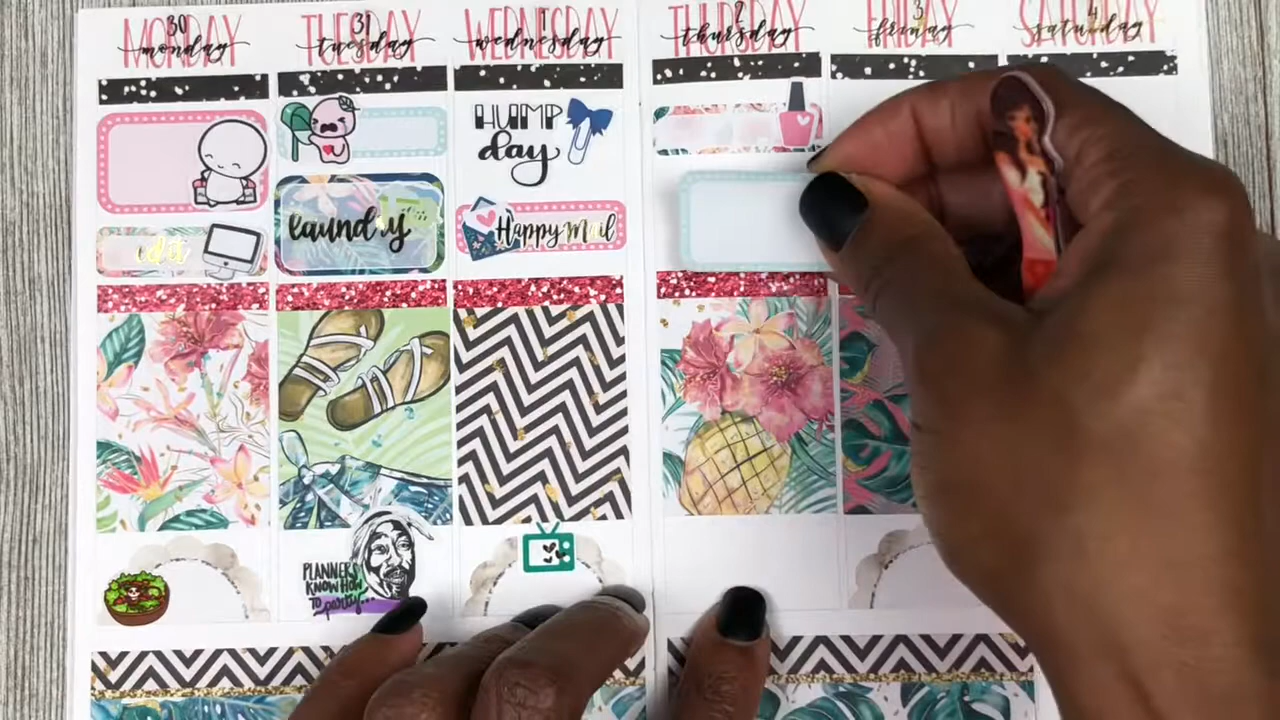 MONDAY TUESDAY WEDNESDAY THURSDAY FRIDAY SATURDAY
30 31 1 2 3 4
monday tuesday wednesday thursday friday saturday
HUMP
day
laundry
Happy Mail
edit
PLANNERS
KNOW HOW
TO party...